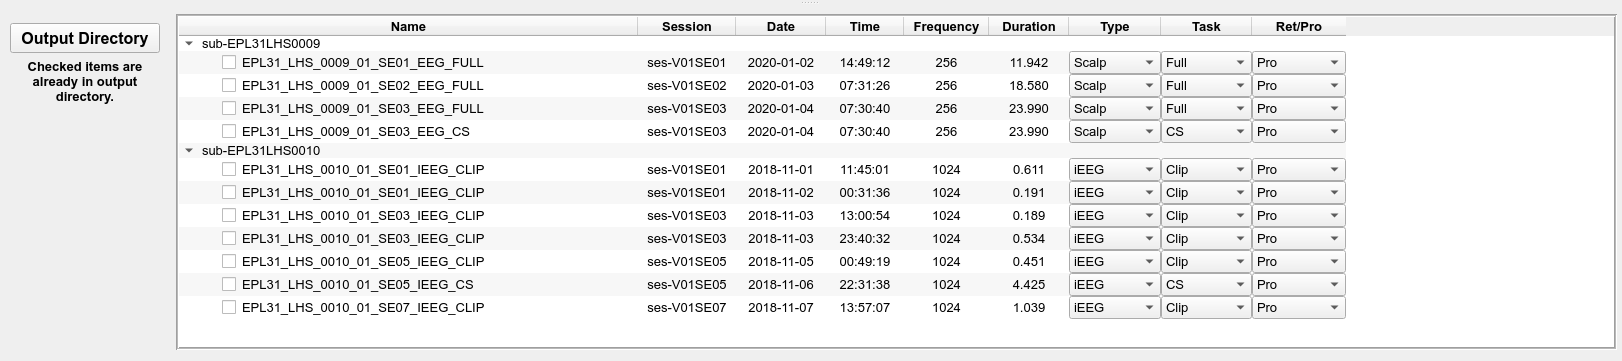 Output Directory
Checked items are
already in output
directory.
Name Session Date Time Frequency Duration Type Task Ret/Pro
sub-EPL31LHS0009
EPL31_LHS_0009_01_SE01_EEG_FULL ses-V01SE01 2020-01-02 14:49:12 256 11.942 Scalp Full Pro
EPL31_LHS_0009_01_SE02_EEG_FULL ses-V01SE02 2020-01-03 07:31:26 256 18.580 Scalp Full Pro
EPL31_LHS_0009_01_SE03_EEG_FULL ses-V01SE03 2020-01-04 07:30:40 256 23.990 Scalp Full Pro
EPL31_LHS_0009_01_SE03_EEG_CS ses-V01SE03 2020-01-04 07:30:40 256 23.990 Scalp CS Pro
sub-EPL31LHS0010
EPL31_LHS_0010_01_SE01_IEEG_CLIP ses-V01SE01 2018-11-01 11:45:01 1024 0.611 iEEG Clip Pro
EPL31_LHS_0010_01_SE01_IEEG_CLIP ses-V01SE01 2018-11-02 00:31:36 1024 0.191 iEEG Clip Pro
EPL31_LHS_0010_01_SE03_IEEG_CLIP ses-V01SE03 2018-11-03 13:00:54 1024 0.189 iEEG Clip Pro
EPL31_LHS_0010_01_SE03_IEEG_CLIP ses-V01SE03 2018-11-03 23:40:32 1024 0.534 iEEG Clip Pro
EPL31_LHS_0010_01_SE05_IEEG_CLIP ses-V01SE05 2018-11-05 00:49:19 1024 0.451 iEEG Clip Pro
EPL31_LHS_0010_01_SE05_IEEG_CS ses-V01SE05 2018-11-06 22:31:38 1024 4.425 iEEG CS Pro
EPL31_LHS_0010_01_SE07_IEEG_CLIP ses-V01SE07 2018-11-07 13:57:07 1024 1.039 iEEG Clip Pro